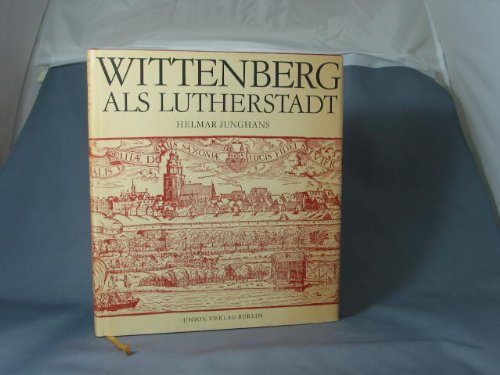 WITTENBERG
ALS LUTHERSTADT
HELMAR JUNGHANS
UNION VERLAG BERLIN